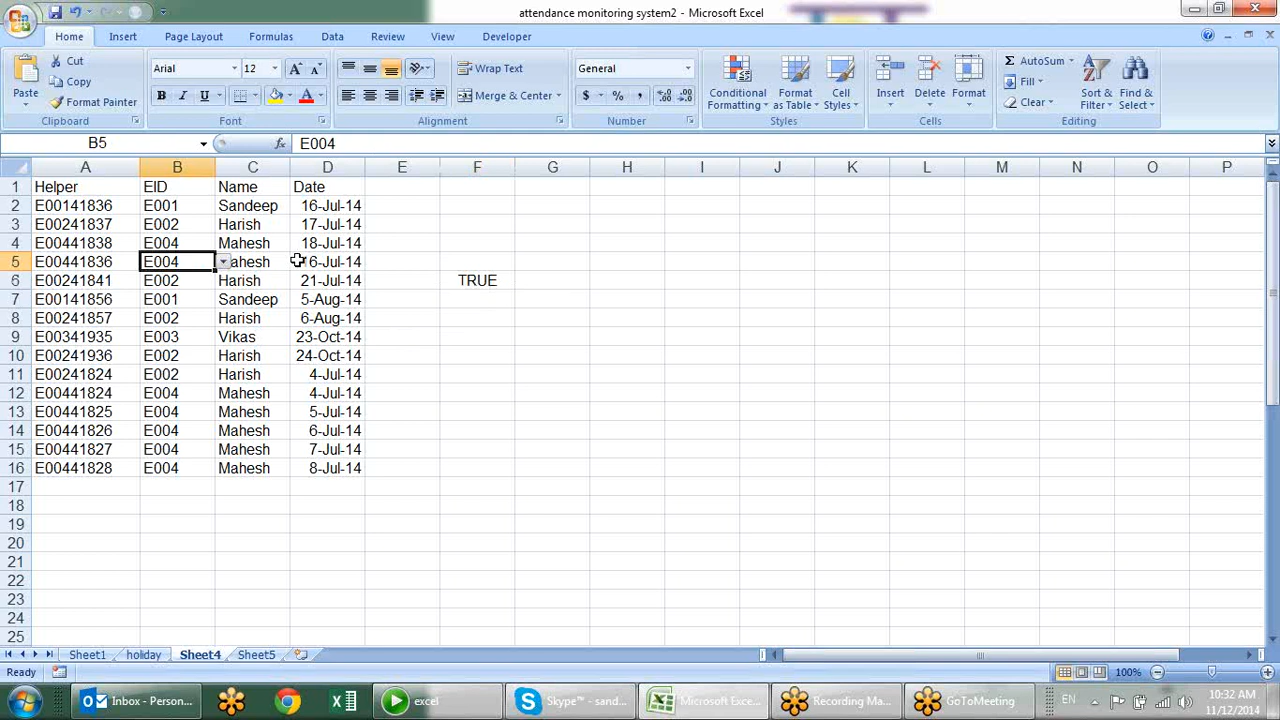 attendance monitoring system2 - Microsoft Excel
Home Insert Page Layout Formulas Data Review View Developer
Paste
Cut
Copy
Format Painter
Clipboard
Arial 12
B I U
Font
Wrap Text
Merge & Center
Alignment
General
$ % ,
Number
Conditional Formatting
Format as Table
Cell Styles
Styles
Insert Delete Format
Cells
AutoSum
Fill
Clear
Sort & Filter
Find & Select
Editing
B5 fx E004
A B C D E F G H I J K L M N O P
1 Helper EID Name Date
2 E00141836 E001 Sandeep 16-Jul-14
3 E00241837 E002 Harish 17-Jul-14
4 E00441838 E004 Mahesh 18-Jul-14
5 E00441836 E004 ahesh 6-Jul-14
6 E00241841 E002 Harish 21-Jul-14 TRUE
7 E00141856 E001 Sandeep 5-Aug-14
8 E00241857 E002 Harish 6-Aug-14
9 E00341935 E003 Vikas 23-Oct-14
10 E00241936 E002 Harish 24-Oct-14
11 E00241824 E002 Harish 4-Jul-14
12 E00441824 E004 Mahesh 4-Jul-14
13 E00441825 E004 Mahesh 5-Jul-14
14 E00441826 E004 Mahesh 6-Jul-14
15 E00441827 E004 Mahesh 7-Jul-14
16 E00441828 E004 Mahesh 8-Jul-14
17
18
19
20
21
22
23
24
25
Sheet1 holiday Sheet4 Sheet5
Ready 100%
Inbox - Person... excel Skype™ - sand... Microsoft Exce... Recording Ma... GoToMeeting EN 10:32 AM
11/12/2014